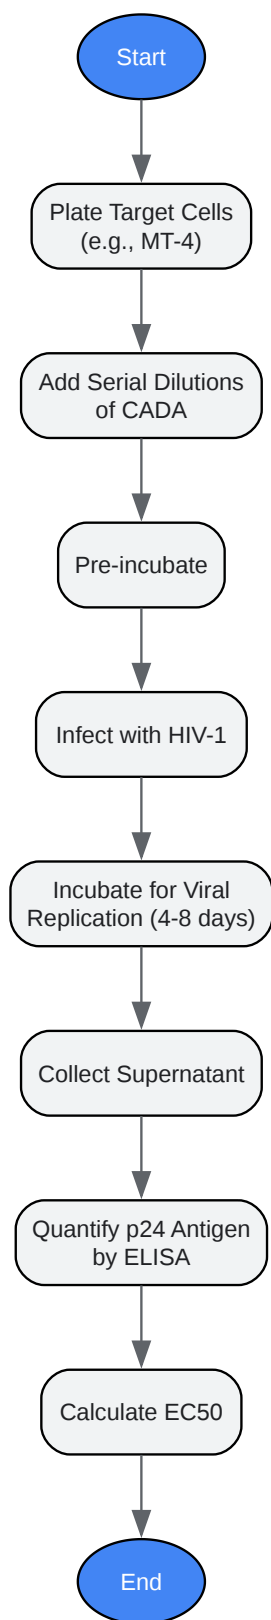 Start
Plate Target Cells
(e.g., MT-4)
Add Serial Dilutions
of CADA
Pre-incubate
Infect with HIV-1
Incubate for Viral
Replication (4-8 days)
Collect Supernatant
Quantify p24 Antigen
by ELISA
Calculate EC50
End